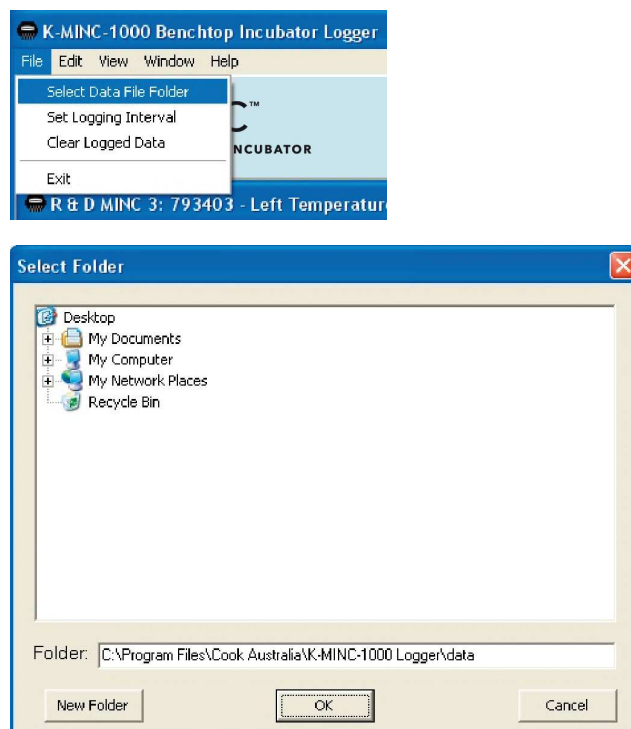 K-MINC-1000 Benchtop Incubator Logger
File Edit View Window Help
Select Data File Folder
Set Logging Interval
Clear Logged Data
Exit
C™
NCUBATOR
R & D MINC 3: 793403 - Left Temperatur
Select Folder
Desktop
My Documents
My Computer
My Network Places
Recycle Bin
Folder: C:\Program Files\Cook Australia\K-MINC-1000 Logger\data
New Folder OK Cancel